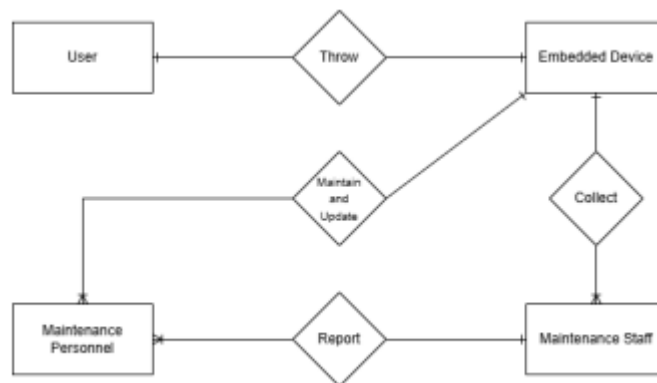 User
Throw
Embedded Device
Maintain
and
Update
Collect
Maintenance
Personnel
Report
Maintenance Staff